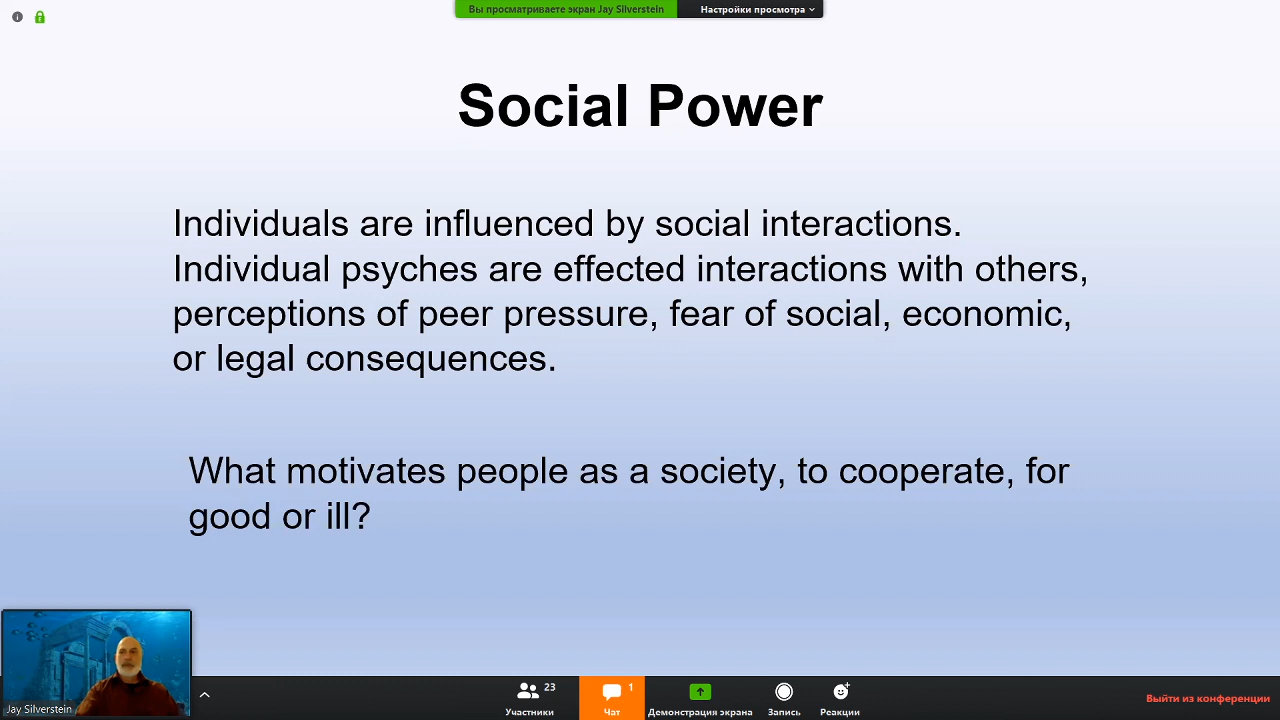 Вы просматриваете экран Jay Silverstein
Настройки просмотра
Social Power
Individuals are influenced by social interactions.
Individual psyches are effected interactions with others,
perceptions of peer pressure, fear of social, economic,
or legal consequences.
What motivates people as a society, to cooperate, for
good or ill?
Jay Silverstein
23
Участники
1
Чат
Демонстрация экрана
Запись
Реакции
Выйти из конференции